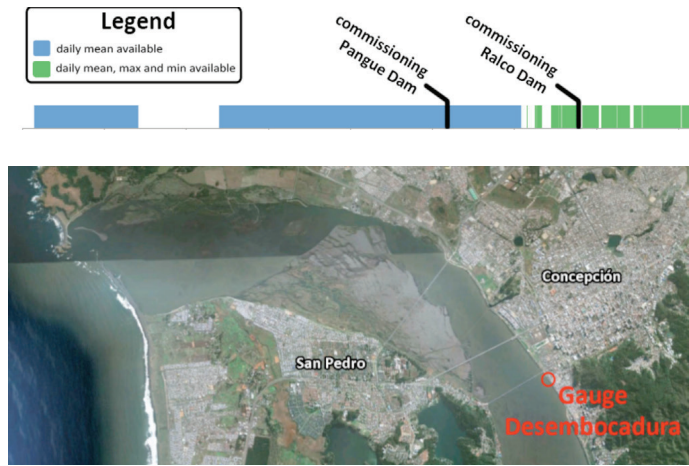 Legend
daily mean available
daily mean, max and min available
commissioning
Pangue Dam
commissioning
Ralco Dam
Concepción
San Pedro
Gauge
Desembocadura